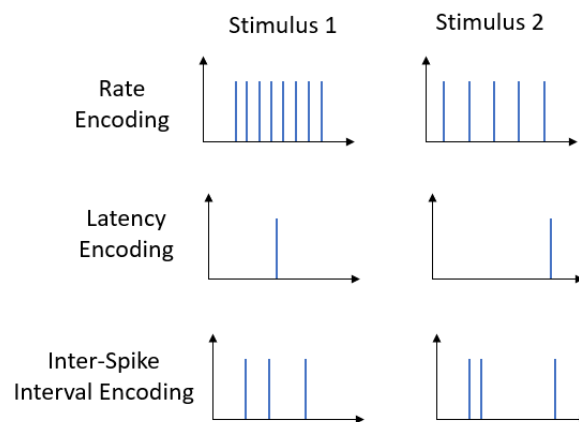 Stimulus 1
Stimulus 2
Rate
Encoding
Latency
Encoding
Inter-Spike
Interval Encoding